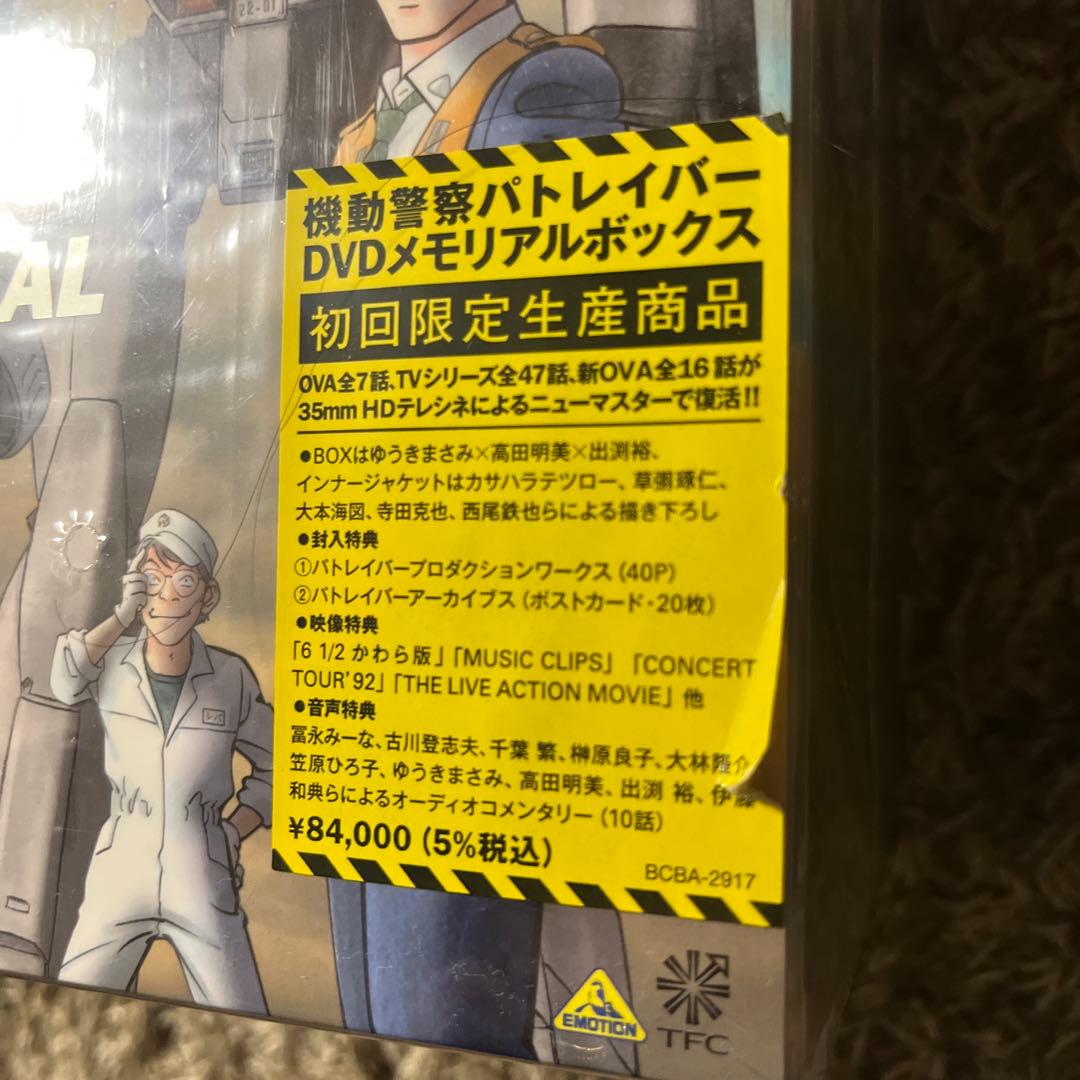 22-01
AL
機動警察パトレイバー
DVDメモリアルボックス
初回限定生産商品
OVA全7話、TVシリーズ全47話、新OVA全16話が
35mm HDテレシネによるニューマスターで復活!!
●BOXはゆうきまさみ×高田明美×出渕裕、
インナージャケットはカサハラテツロー、草彅琢仁、
大本海図、寺田克也、西尾鉄也らによる描き下ろし
●封入特典
①パトレイバープロダクションワークス(40P)
②パトレイバーアーカイブス(ポストカード・20枚)
●映像特典
「6 1/2 かわら版」「MUSIC CLIPS」「CONCERT
TOUR'92」「THE LIVE ACTION MOVIE」他
●音声特典
冨永みーな、古川登志夫、千葉 繁、榊原良子、大林隆介
笠原ひろ子、ゆうきまさみ、高田明美、出渕 裕、伊藤
和典らによるオーディオコメンタリー(10話)
¥84,000(5%税込)
BCBA-2917
シバ
EMOTION
TFC